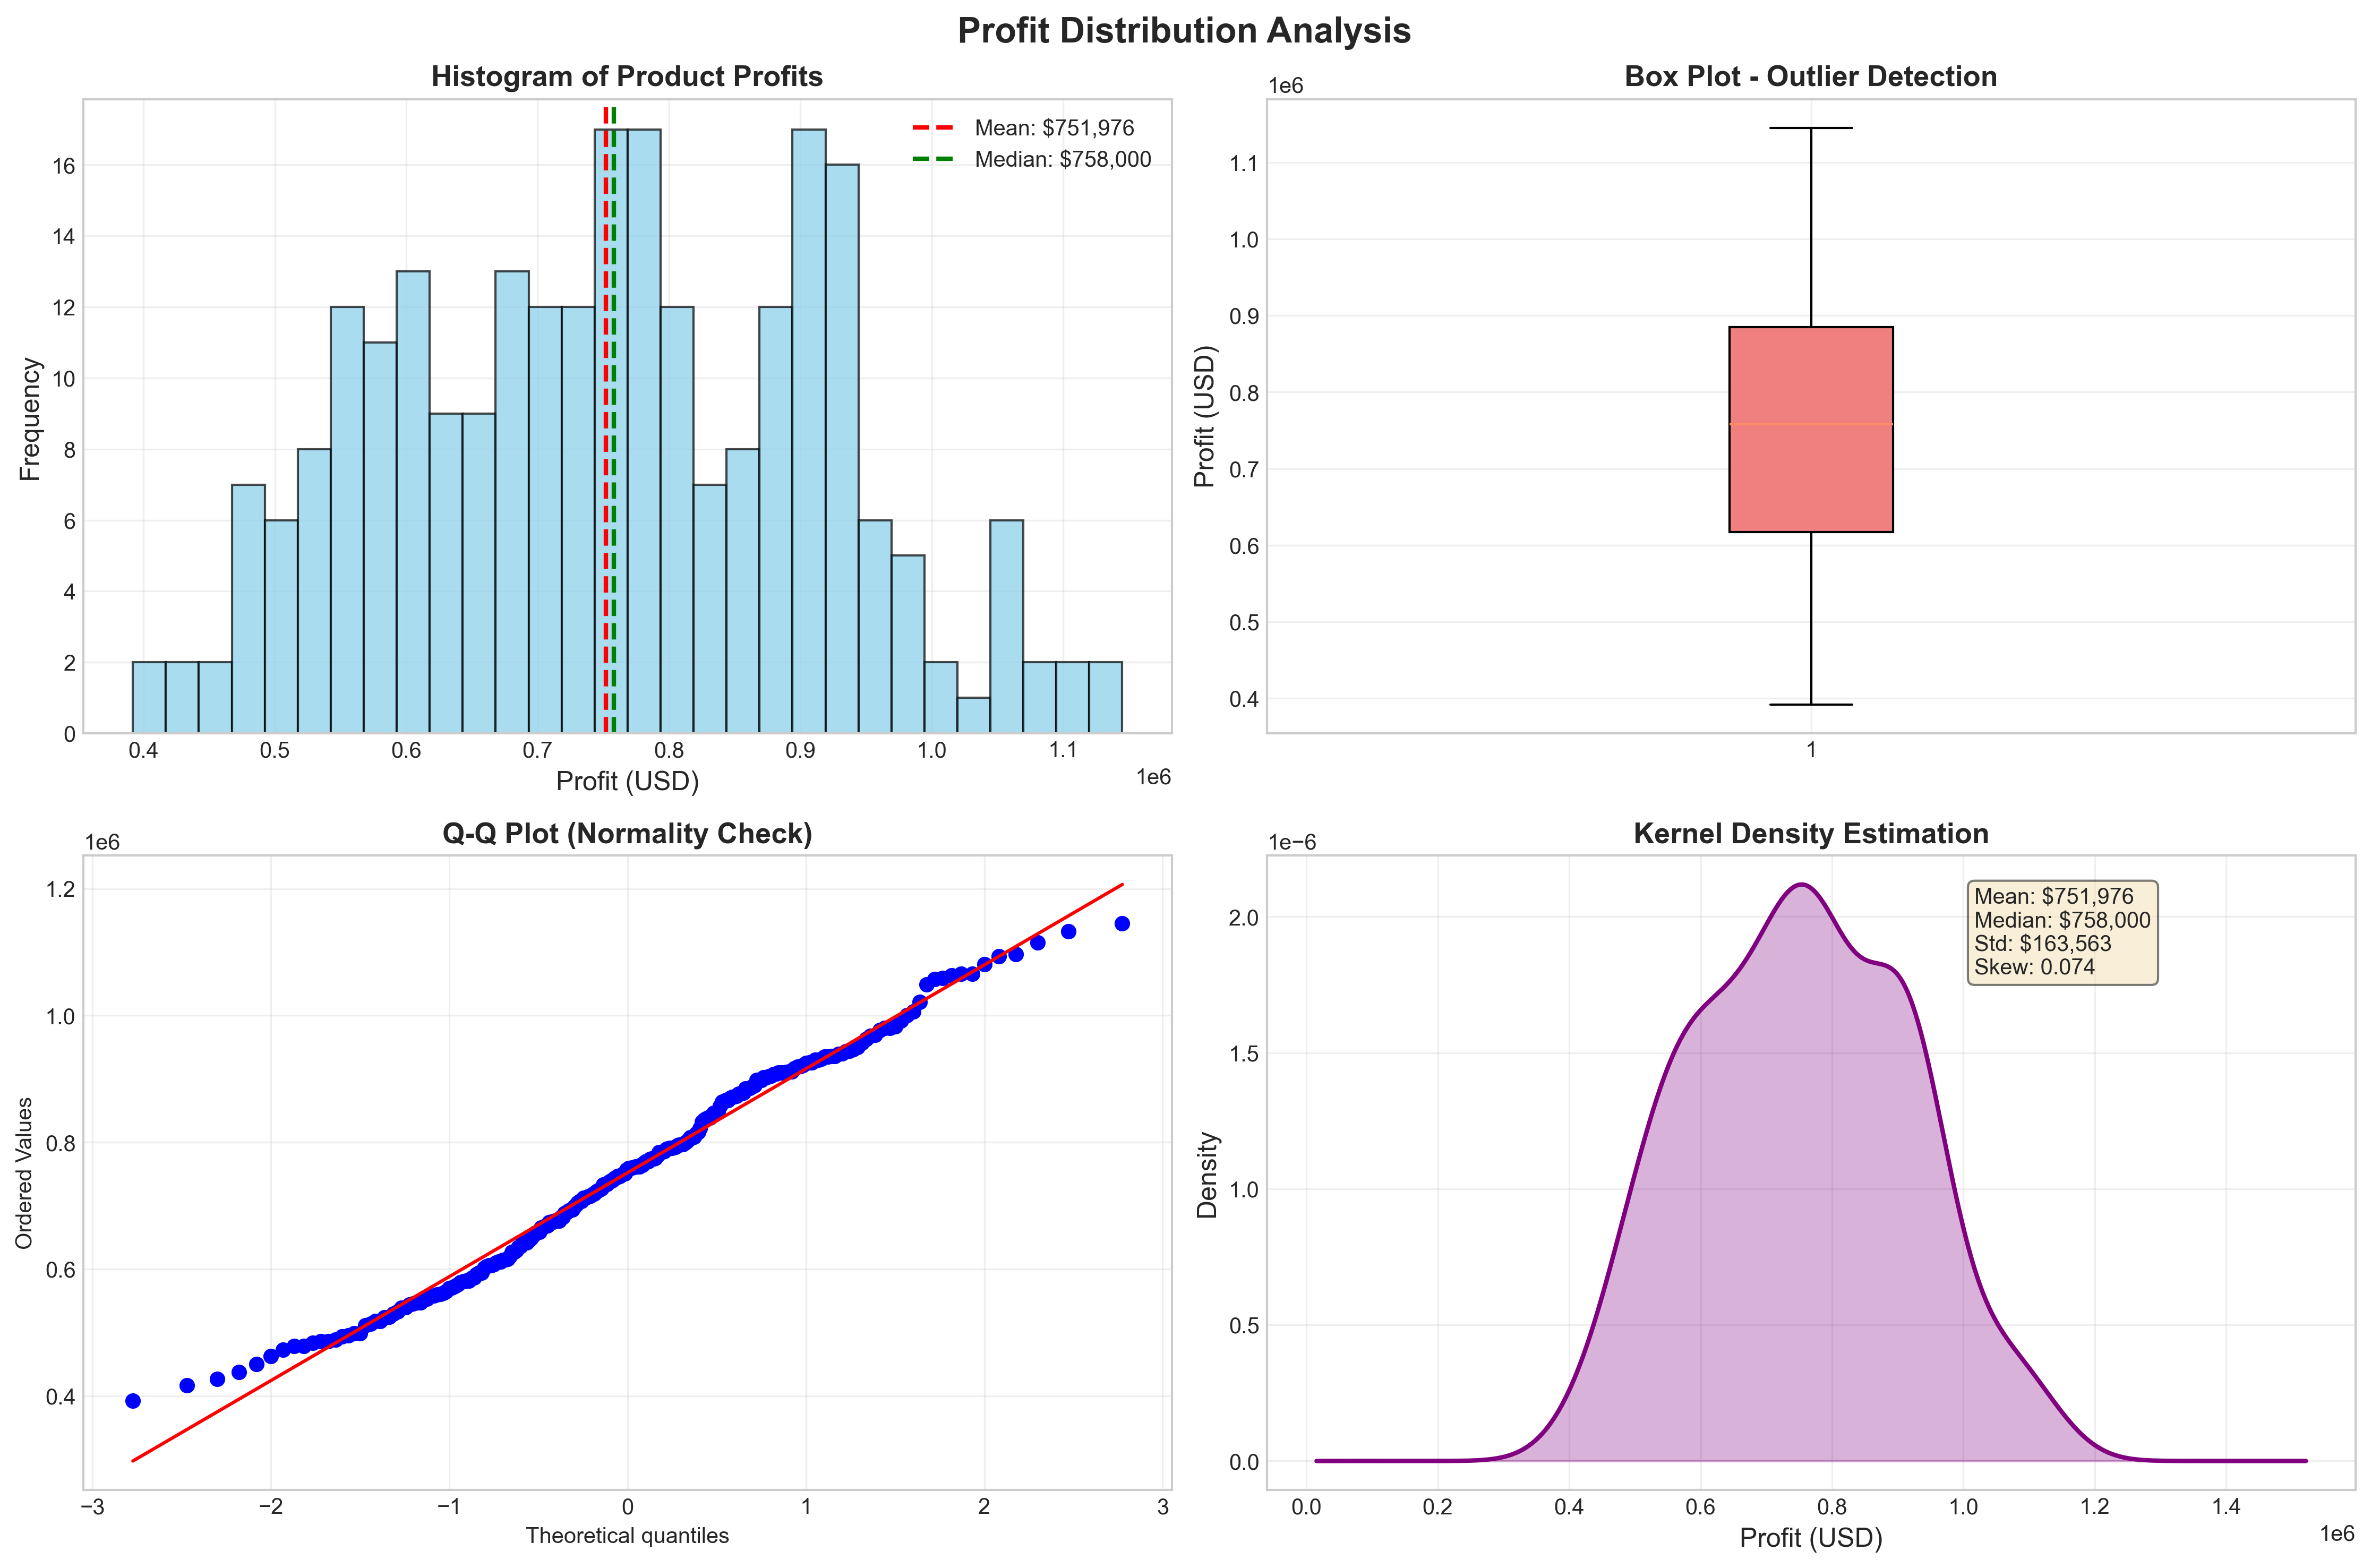 Profit Distribution Analysis
Histogram of Product Profits
Mean: $751,976
Median: $758,000
Frequency
16
14
12
10
8
6
4
2
0
0.4 0.5 0.6 0.7 0.8 0.9 1.0 1.1
1e6
Profit (USD)
Box Plot - Outlier Detection
1e6
Profit (USD)
1.1
1.0
0.9
0.8
0.7
0.6
0.5
0.4
1
Q-Q Plot (Normality Check)
1e6
Ordered Values
1.2
1.0
0.8
0.6
0.4
−3 −2 −1 0 1 2 3
Theoretical quantiles
Kernel Density Estimation
1e−6
Mean: $751,976
Median: $758,000
Std: $163,563
Skew: 0.074
Density
2.0
1.5
1.0
0.5
0.0
0.0 0.2 0.4 0.6 0.8 1.0 1.2 1.4
1e6
Profit (USD)